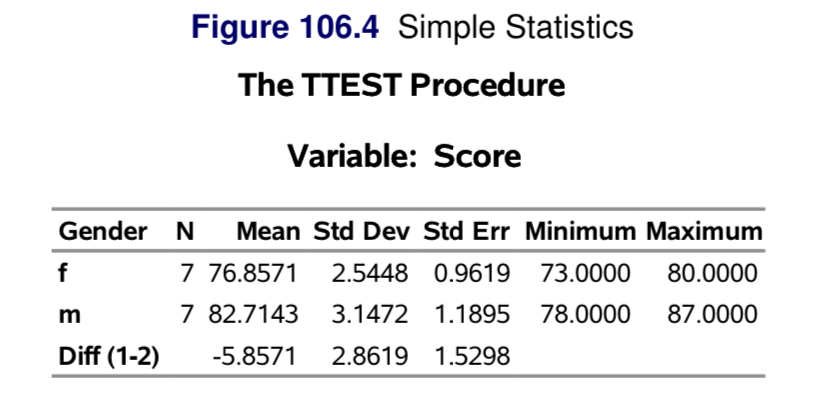 Figure 106.4 Simple Statistics
The TTEST Procedure
Variable: Score
Gender N Mean Std Dev Std Err Minimum Maximum
f 7 76.8571 2.5448 0.9619 73.0000 80.0000
m 7 82.7143 3.1472 1.1895 78.0000 87.0000
Diff (1-2) -5.8571 2.8619 1.5298